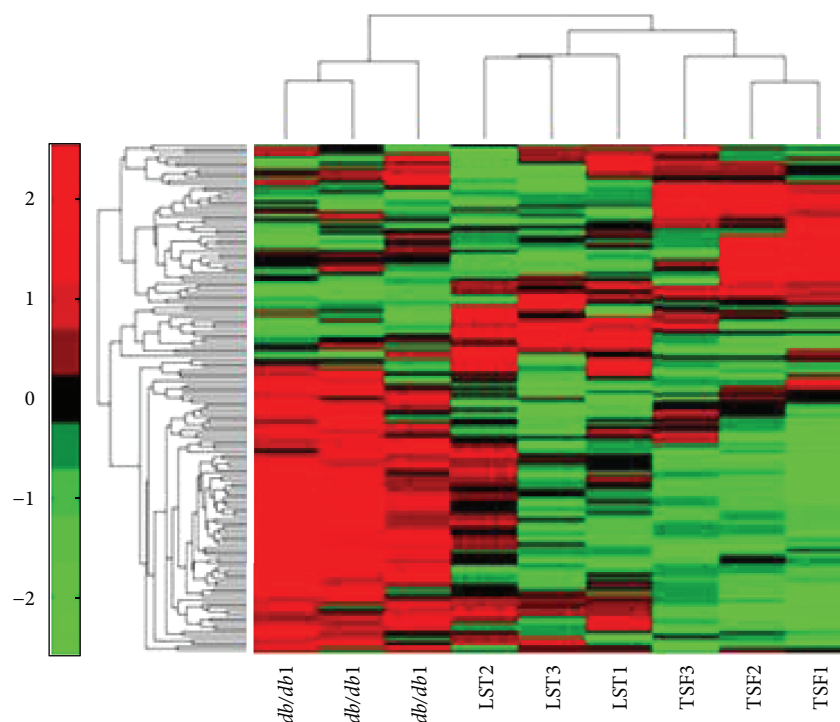 2
1
0
−1
−2
db/db1
db/db1
db/db1
LST2
LST3
LST1
TSF3
TSF2
TSF1